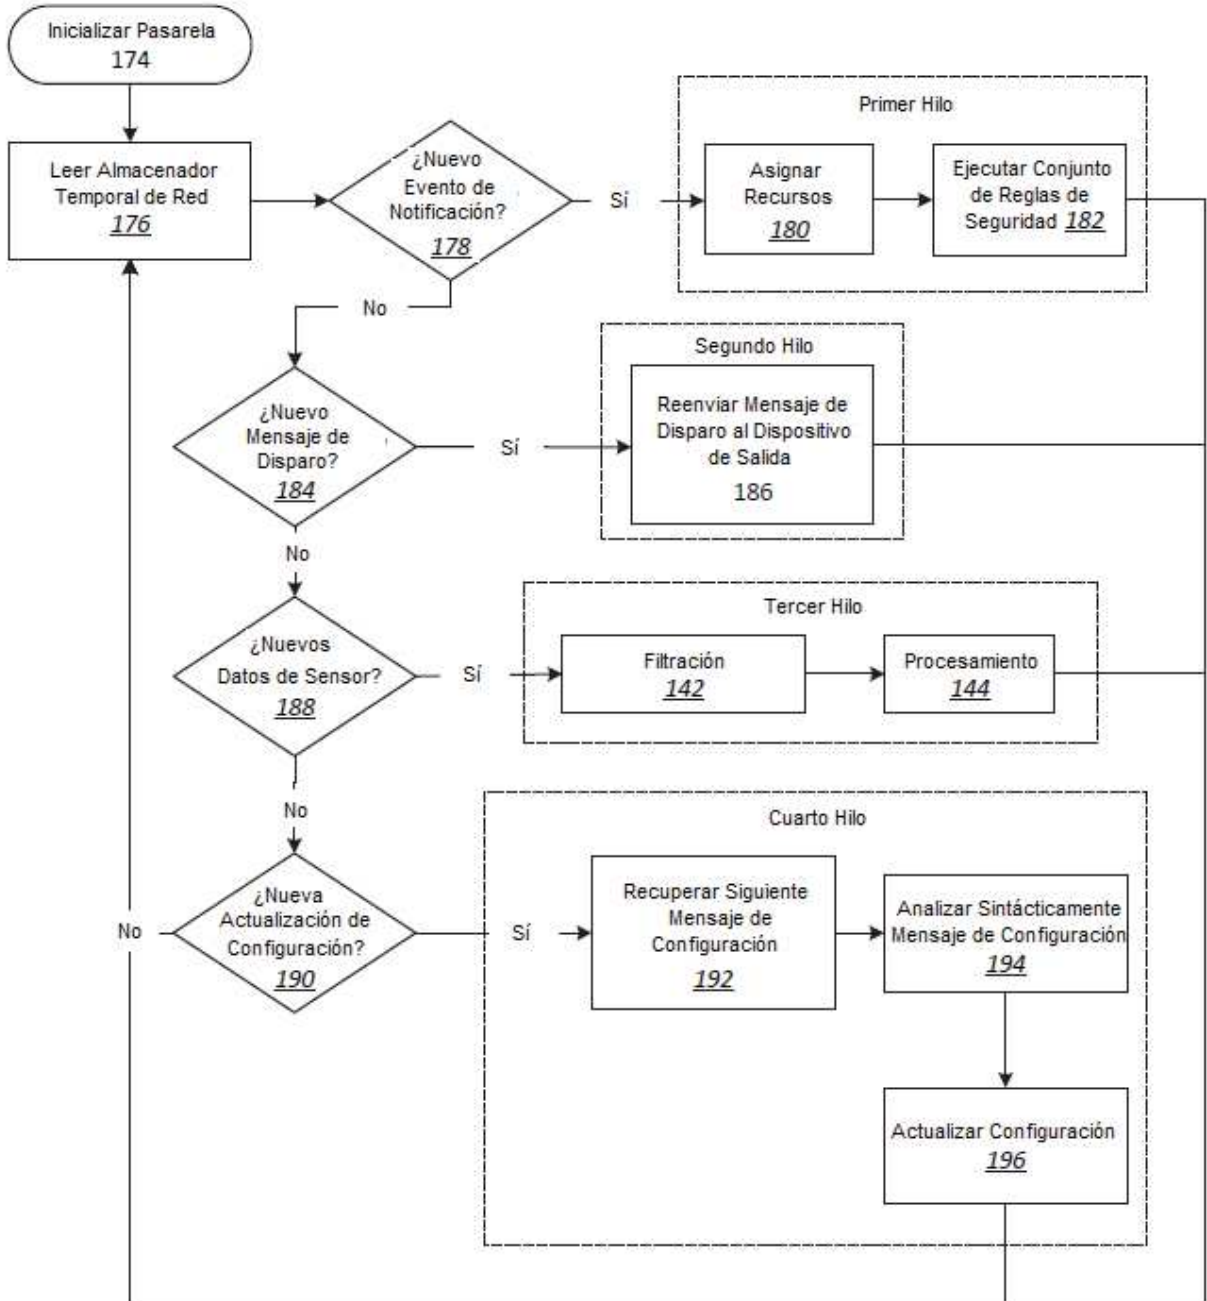 Inicializar Pasarela
174
Leer Almacenador
Temporal de Red
176
¿Nuevo
Evento de
Notificación?
178
Sí
Primer Hilo
Asignar
Recursos
180
Ejecutar Conjunto
de Reglas de
Seguridad 182
No
¿Nuevo
Mensaje de
Disparo?
184
Sí
Segundo Hilo
Reenviar Mensaje de
Disparo al Dispositivo
de Salida
186
No
¿Nuevos
Datos de Sensor?
188
Sí
Tercer Hilo
Filtración
142
Procesamiento
144
No
¿Nueva
Actualización de
Configuración?
190
No
Sí
Cuarto Hilo
Recuperar Siguiente
Mensaje de
Configuración
192
Analizar Sintácticamente
Mensaje de Configuración
194
Actualizar Configuración
196